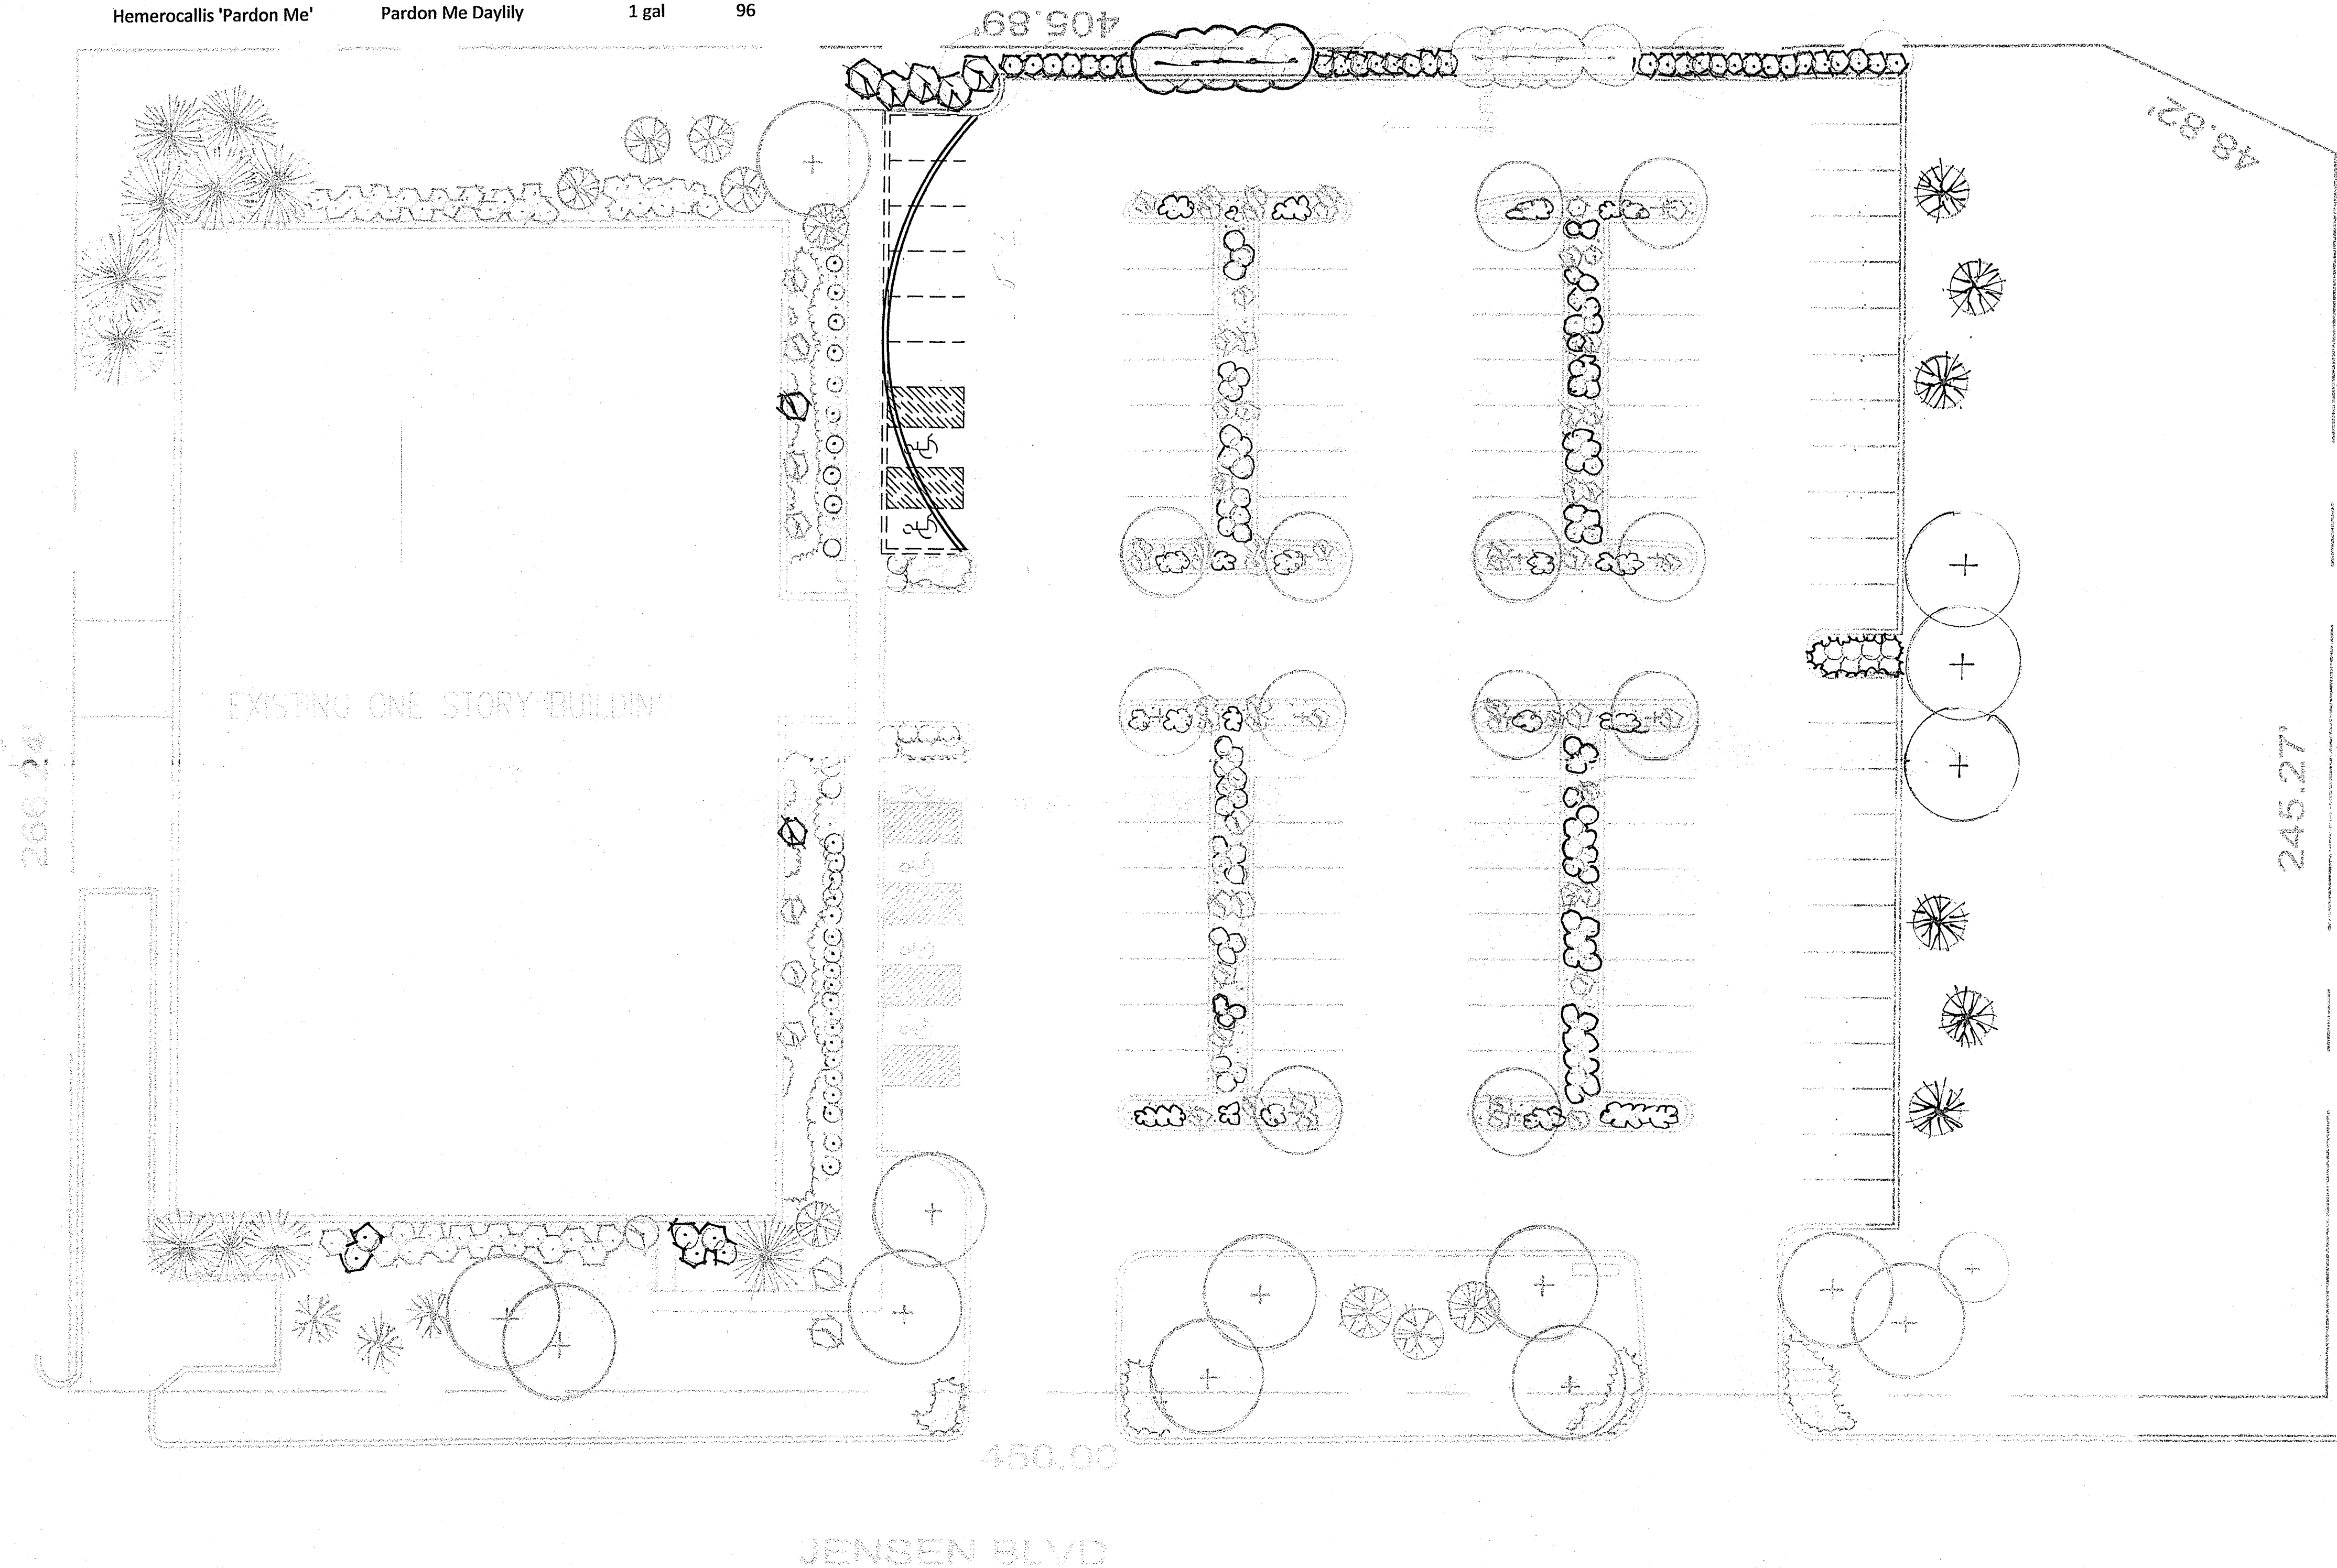 Hemerocallis 'Pardon Me' Pardon Me Daylily 1 gal 96
405.89'
48.82'
EXISTING ONE STORY BUILDING
266.24'
245.27'
450.00
JENSEN BLVD